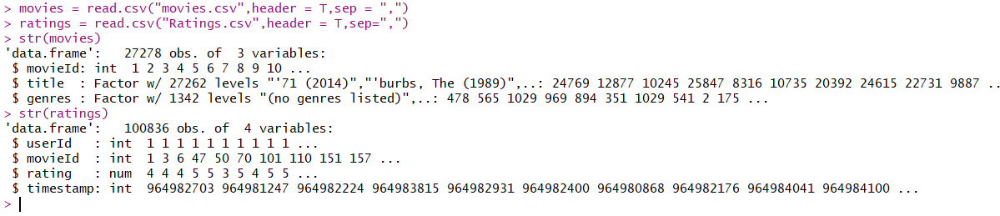 > movies = read.csv("movies.csv",header = T,sep = ",")
> ratings = read.csv("Ratings.csv",header = T,sep=",")
> str(movies)
'data.frame':   27278 obs. of  3 variables:
 $ movieId: int  1 2 3 4 5 6 7 8 9 10 ...
 $ title  : Factor w/ 27262 levels "'71 (2014)","'burbs, The (1989)",..: 24769 12877 10245 25847 8316 10735 20392 24615 22731 9887 ..
 $ genres : Factor w/ 1342 levels "(no genres listed)",..: 478 565 1029 969 894 351 1029 541 2 175 ...
> str(ratings)
'data.frame':   100836 obs. of  4 variables:
 $ userId   : int  1 1 1 1 1 1 1 1 1 1 ...
 $ movieId  : int  1 3 6 47 50 70 101 110 151 157 ...
 $ rating   : num  4 4 4 5 5 3 5 4 5 5 ...
 $ timestamp: int  964982703 964981247 964982224 964983815 964982931 964982400 964980868 964982176 964984041 964984100 ...
>